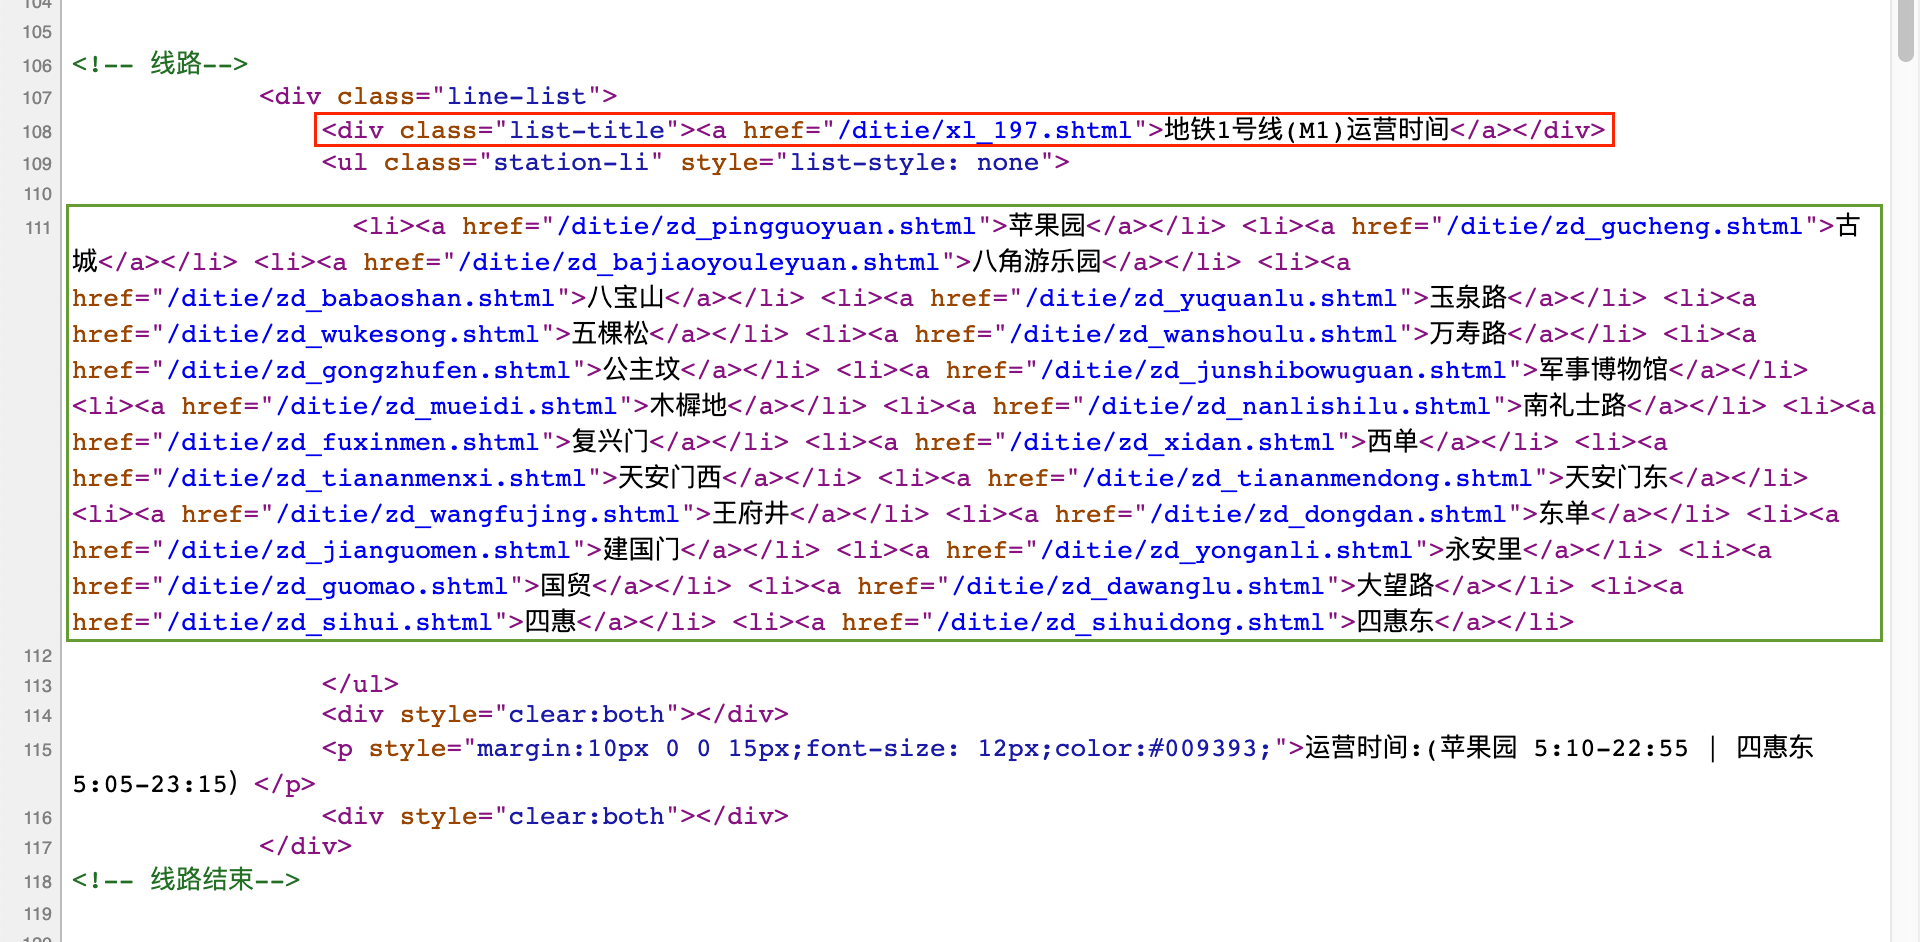 104
105
106 <!-- 线路-->
107 <div class="line-list">
108 <div class="list-title"><a href="/ditie/xl_197.shtml">地铁1号线(M1)运营时间</a></div>
109 <ul class="station-li" style="list-style: none">
110
111 <li><a href="/ditie/zd_pingguoyuan.shtml">苹果园</a></li> <li><a href="/ditie/zd_gucheng.shtml">古
城</a></li> <li><a href="/ditie/zd_bajiaoyouleyuan.shtml">八角游乐园</a></li> <li><a
href="/ditie/zd_babaoshan.shtml">八宝山</a></li> <li><a href="/ditie/zd_yuquanlu.shtml">玉泉路</a></li> <li><a
href="/ditie/zd_wukesong.shtml">五棵松</a></li> <li><a href="/ditie/zd_wanshoulu.shtml">万寿路</a></li> <li><a
href="/ditie/zd_gongzhufen.shtml">公主坟</a></li> <li><a href="/ditie/zd_junshibowuguan.shtml">军事博物馆</a></li>
<li><a href="/ditie/zd_mueidi.shtml">木樨地</a></li> <li><a href="/ditie/zd_nanlishilu.shtml">南礼士路</a></li> <li><a
href="/ditie/zd_fuxinmen.shtml">复兴门</a></li> <li><a href="/ditie/zd_xidan.shtml">西单</a></li> <li><a
href="/ditie/zd_tiananmenxi.shtml">天安门西</a></li> <li><a href="/ditie/zd_tiananmendong.shtml">天安门东</a></li>
<li><a href="/ditie/zd_wangfujing.shtml">王府井</a></li> <li><a href="/ditie/zd_dongdan.shtml">东单</a></li> <li><a
href="/ditie/zd_jianguomen.shtml">建国门</a></li> <li><a href="/ditie/zd_yonganli.shtml">永安里</a></li> <li><a
href="/ditie/zd_guomao.shtml">国贸</a></li> <li><a href="/ditie/zd_dawanglu.shtml">大望路</a></li> <li><a
href="/ditie/zd_sihui.shtml">四惠</a></li> <li><a href="/ditie/zd_sihuidong.shtml">四惠东</a></li>
112
113 </ul>
114 <div style="clear:both"></div>
115 <p style="margin:10px 0 0 15px;font-size: 12px;color:#009393;">运营时间:(苹果园 5:10-22:55 | 四惠东
5:05-23:15) </p>
116 <div style="clear:both"></div>
117 </div>
118 <!-- 线路结束-->
119
120